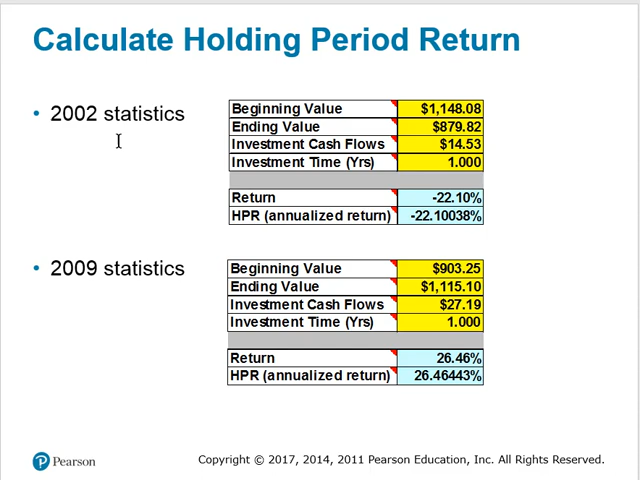 Calculate Holding Period Return
• 2002 statistics
Beginning Value $1,148.08
Ending Value $879.82
Investment Cash Flows $14.53
Investment Time (Yrs) 1.000
Return -22.10%
HPR (annualized return) -22.10038%
• 2009 statistics
Beginning Value $903.25
Ending Value $1,115.10
Investment Cash Flows $27.19
Investment Time (Yrs) 1.000
Return 26.46%
HPR (annualized return) 26.46443%
Pearson Copyright © 2017, 2014, 2011 Pearson Education, Inc. All Rights Reserved.